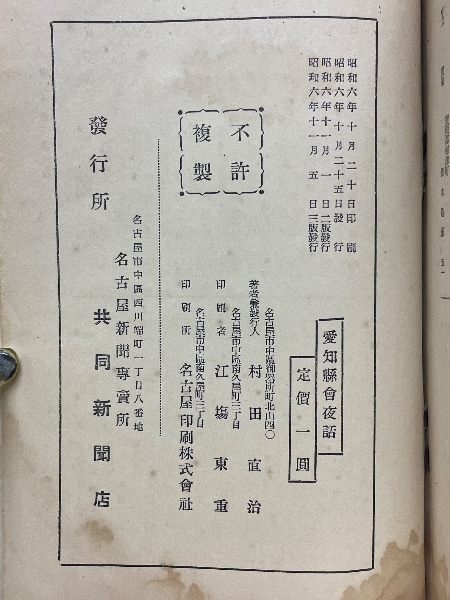 昭和六年十月二十日印刷
昭和六年十月二十五日發行
昭和六年十一月一日二版發行
昭和六年十一月五日三版發行
不許
複製
愛知縣會夜話
定價一圓
名古屋市中區御器所町北山四〇
著者兼發行人 村田直治
名古屋市中區南久屋町三丁目
印刷者 江塲東重
名古屋市中區南久屋町三丁目
印刷所 名古屋印刷株式會社
名古屋市中區西川端町一丁目八番地
名古屋新聞專賣所
發行所 共同新聞店